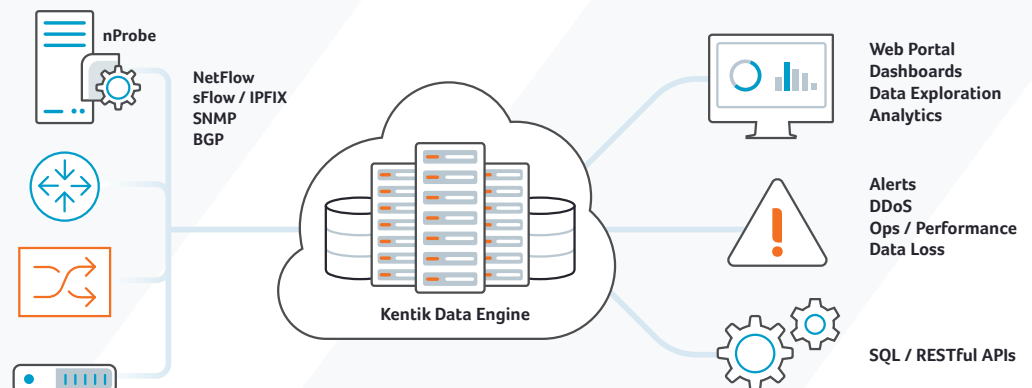 nProbe
NetFlow
sFlow / IPFIX
SNMP
BGP
Kentik Data Engine
Web Portal
Dashboards
Data Exploration
Analytics
Alerts
DDoS
Ops / Performance
Data Loss
SQL / RESTful APIs